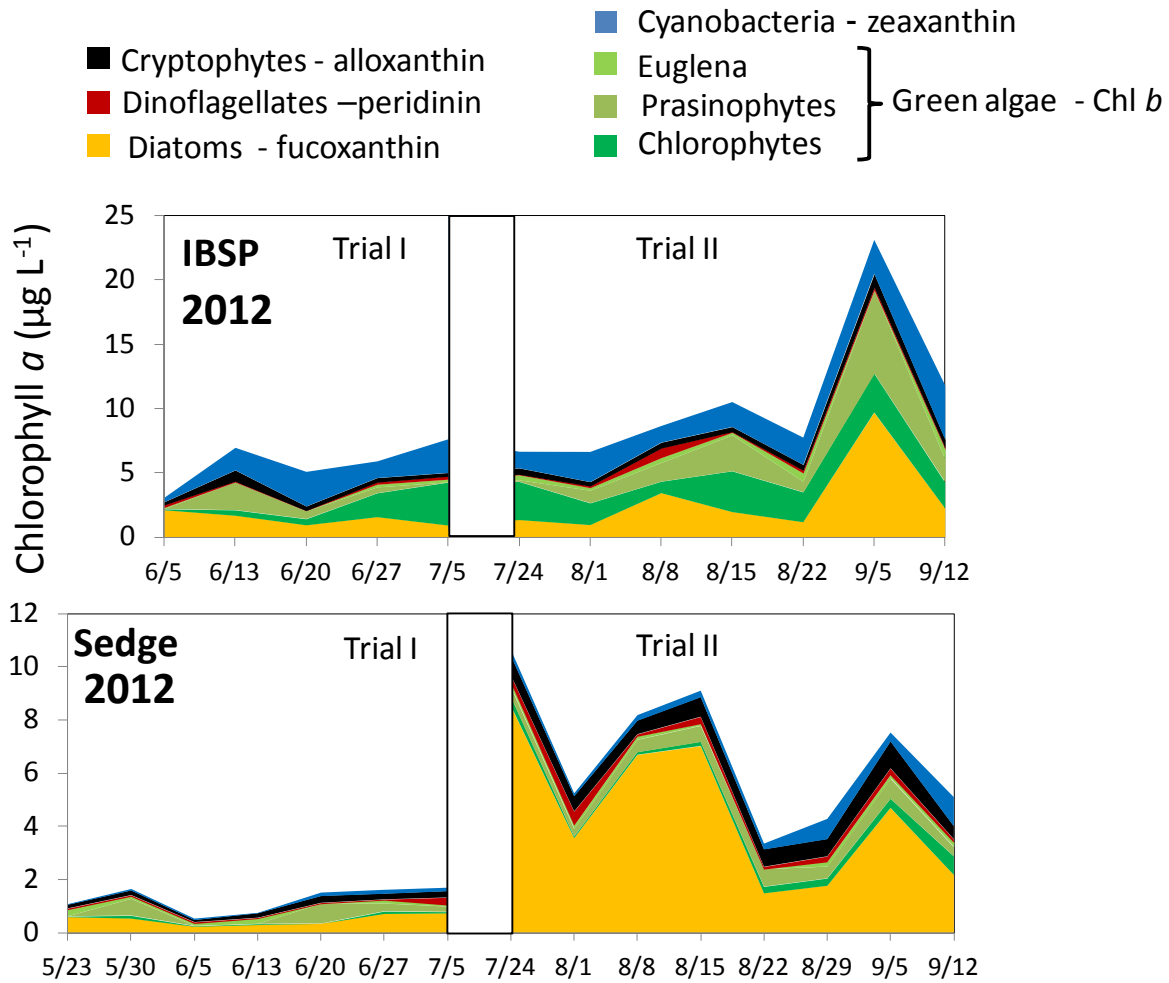 Cryptophytes - alloxanthin
Dinoflagellates –peridinin
Diatoms - fucoxanthin
Cyanobacteria - zeaxanthin
Euglena
Prasinophytes
Chlorophytes
Green algae - Chl b
Chlorophyll a (µg L-1)
25
20
15
10
5
0
IBSP
2012
Trial I
Trial II
6/5 6/13 6/20 6/27 7/5 7/24 8/1 8/8 8/15 8/22 9/5 9/12
12
10
8
6
4
2
0
Sedge
2012
Trial I
Trial II
5/23 5/30 6/5 6/13 6/20 6/27 7/5 7/24 8/1 8/8 8/15 8/22 8/29 9/5 9/12